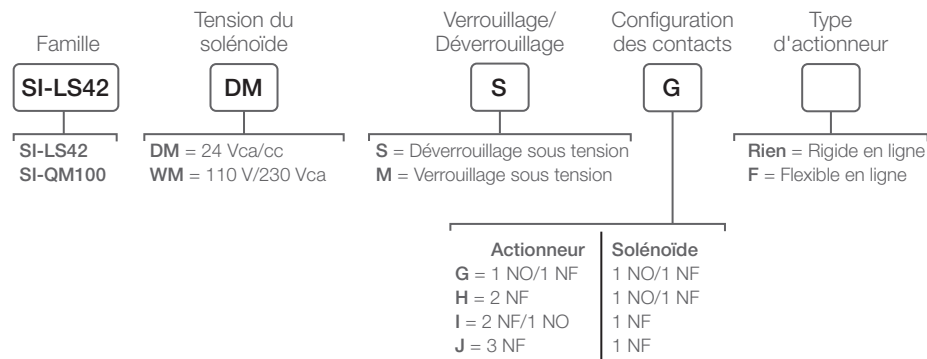 Famille
Tension du
solénoïde
Verrouillage/
Déverrouillage
Configuration
des contacts
Type
d'actionneur
SI-LS42
DM
S
G
SI-LS42
SI-QM100
DM = 24 Vca/cc
WM = 110 V/230 Vca
S = Déverrouillage sous tension
M = Verrouillage sous tension
Rien = Rigide en ligne
F = Flexible en ligne
Actionneur Solénoïde
G = 1 NO/1 NF 1 NO/1 NF
H = 2 NF 1 NO/1 NF
I = 2 NF/1 NO 1 NF
J = 3 NF 1 NF